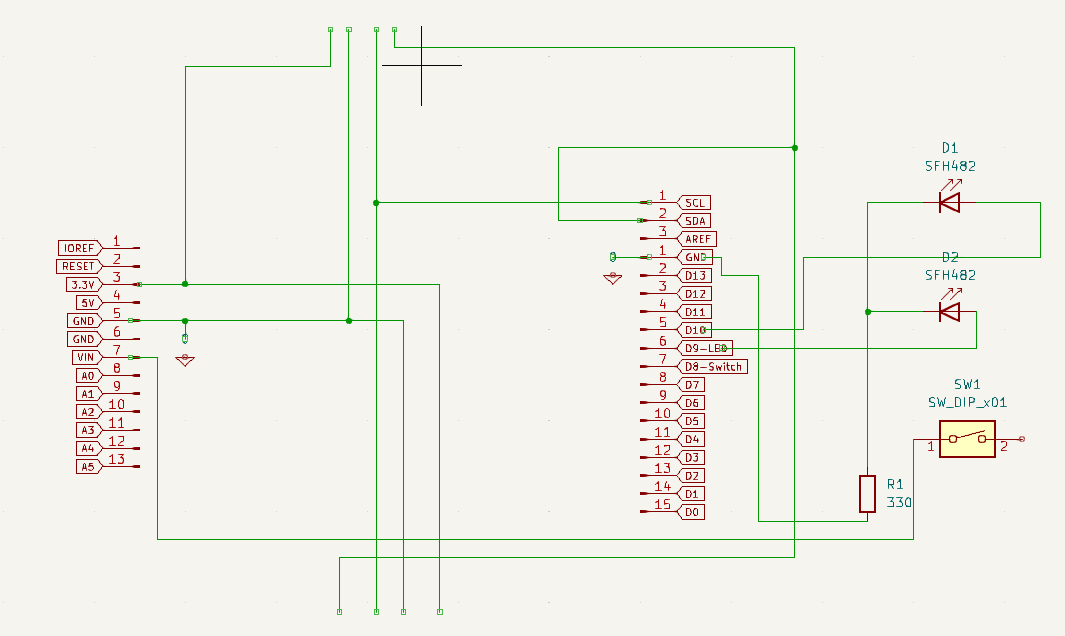 D1
SFH482
1 SCL
2 SDA
3 AREF
IOREF 1
1 GND
D2
RESET 2
2 D13
SFH482
3.3V 3
3 D12
5V 4
4 D11
GND 5
5 D10
GND 6
6 D9-LED
VIN 7
7 D8-Switch
A0 8
8 D7
SW1
A1 9
9 D6
SW_DIP_x01
A2 10
10 D5
A3 11
11 D4
1 2
A4 12
12 D3
A5 13
13 D2
R1
14 D1
330
15 D0